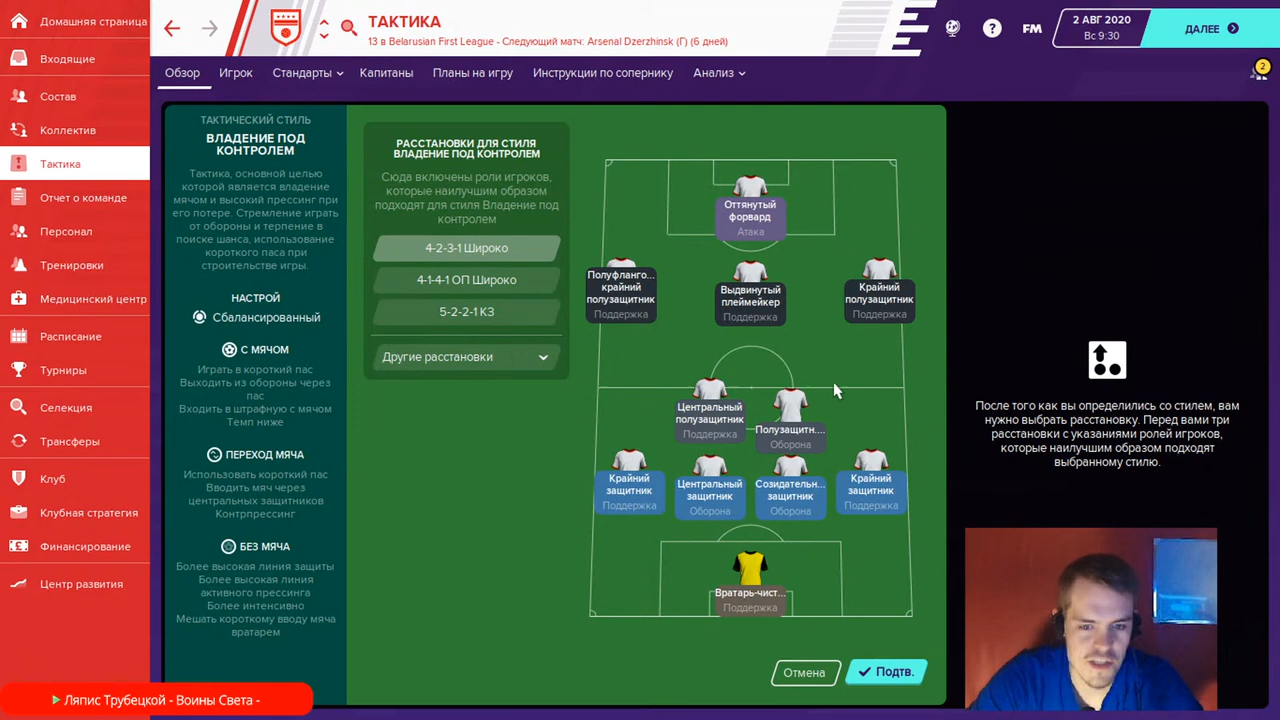 Домашняя страница
Входящие
Состав
Коллектив
Тактика
Отчет о команде
Персонал
Тренировки
Медицинский центр
Расписание
Турниры
Селекция
Трансферы
Клуб
Клубная стратегия
Финансирование
Центр развития
ТАКТИКА
13 в Belarusian First League - Следующий матч: Arsenal Dzerzhinsk (Г) (6 дней)
?
FM
2 АВГ 2020
Вс 9:30
ДАЛЕЕ
Обзор
Игрок
Стандарты
Капитаны
Планы на игру
Инструкции по сопернику
Анализ
2
ТАКТИЧЕСКИЙ СТИЛЬ
ВЛАДЕНИЕ ПОД
КОНТРОЛЕМ
Тактика, основной целью
которой является владение
мячом и высокий прессинг при
его потере. Стремление играть
от обороны и терпение в
поиске шанса, использование
короткого паса при
строительстве игры.
НАСТРОЙ
Сбалансированный
С МЯЧОМ
Играть в короткий пас
Выходить из обороны через
пас
Входить в штрафную с мячом
Темп ниже
ПЕРЕХОД МЯЧА
Использовать короткий пас
Вводить мяч через
центральных защитников
Контрпрессинг
БЕЗ МЯЧА
Более высокая линия защиты
Более высокая линия
активного прессинга
Более интенсивно
Мешать короткому вводу мяча
вратарем
РАССТАНОВКИ ДЛЯ СТИЛЯ
ВЛАДЕНИЕ ПОД КОНТРОЛЕМ
Сюда включены роли игроков,
которые наилучшим образом
подходят для стиля Владение под
контролем
4-2-3-1 Широко
4-1-4-1 ОП Широко
5-2-2-1 КЗ
Другие расстановки
Оттянутый
форвард
Атака
Полуфланго...
крайний
полузащитник
Поддержка
Выдвинутый
плеймейкер
Поддержка
Крайний
полузащитник
Поддержка
Центральный
полузащитник
Поддержка
Полузащитн...
Оборона
Крайний
защитник
Поддержка
Центральный
защитник
Оборона
Созидательн...
защитник
Оборона
Крайний
защитник
Поддержка
Вратарь-чист...
Поддержка
Отмена
Подтв.
После того как вы определились со стилем, вам
нужно выбрать расстановку. Перед вами три
расстановки с указаниями ролей игроков,
которые наилучшим образом подходят
выбранному стилю.
Ляпис Трубецкой - Воины Света -